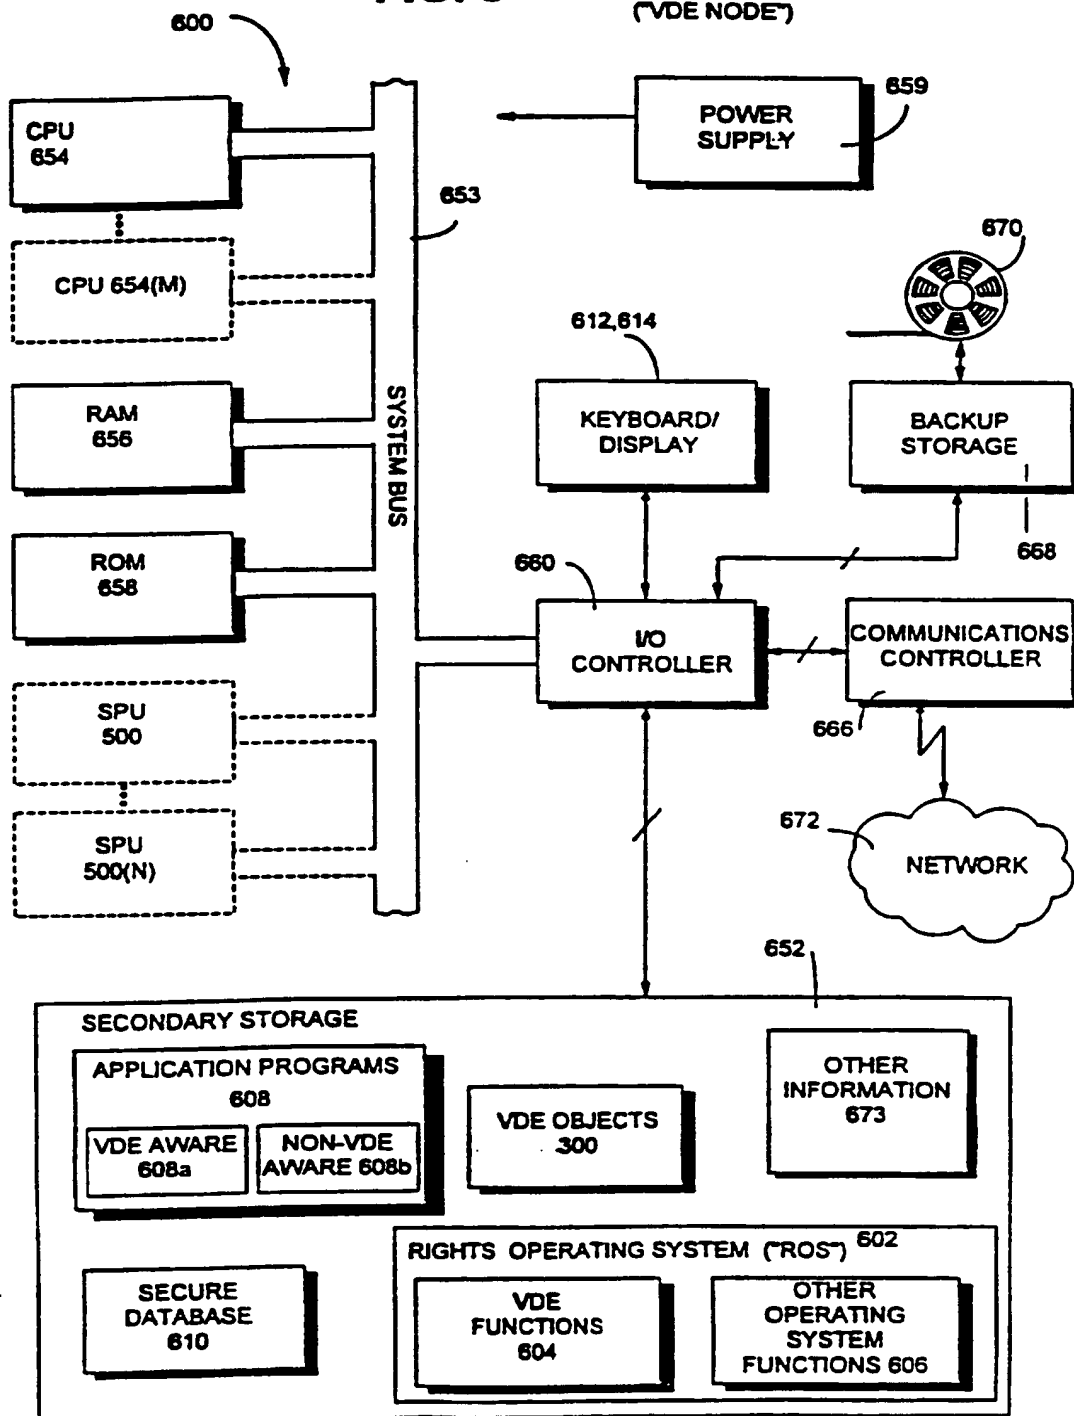 ("VDE NODE")
600
CPU
654
CPU 654(M)
RAM
656
ROM
658
SPU
500
SPU
500(N)
SYSTEM BUS
653
POWER
SUPPLY
659
670
612,614
KEYBOARD/
DISPLAY
BACKUP
STORAGE
668
660
I/O
CONTROLLER
COMMUNICATIONS
CONTROLLER
666
672
NETWORK
652
SECONDARY STORAGE
APPLICATION PROGRAMS
608
VDE AWARE
608a
NON-VDE
AWARE 608b
VDE OBJECTS
300
OTHER
INFORMATION
673
SECURE
DATABASE
610
RIGHTS OPERATING SYSTEM ("ROS") 602
VDE
FUNCTIONS
604
OTHER
OPERATING
SYSTEM
FUNCTIONS 606